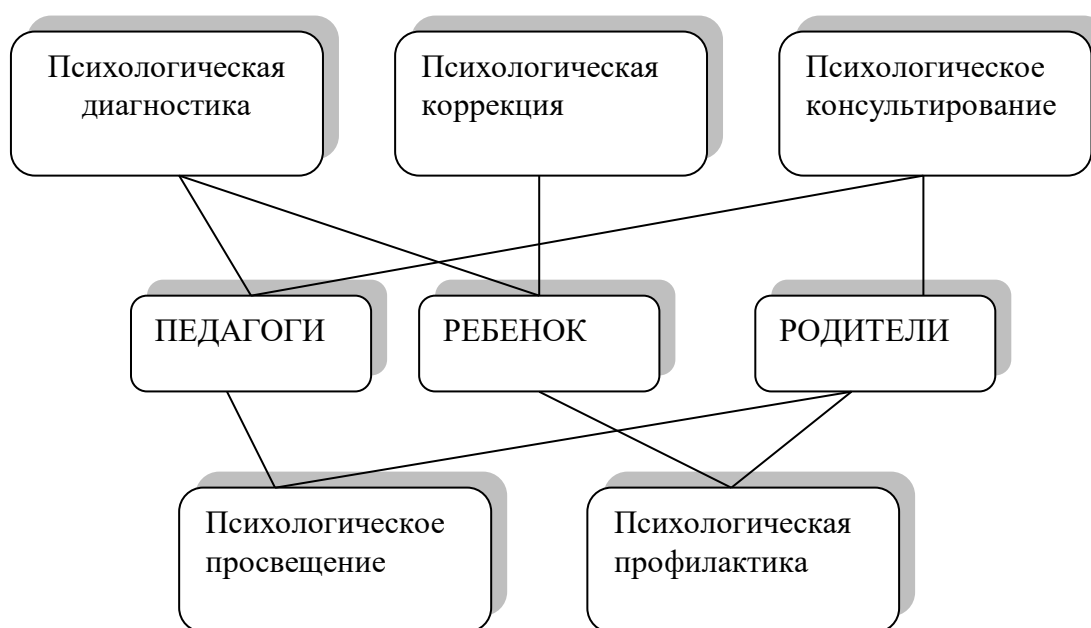 Психологическая
диагностика
Психологическая
коррекция
Психологическое
консультирование
ПЕДАГОГИ
РЕБЕНОК
РОДИТЕЛИ
Психологическое
просвещение
Психологическая
профилактика